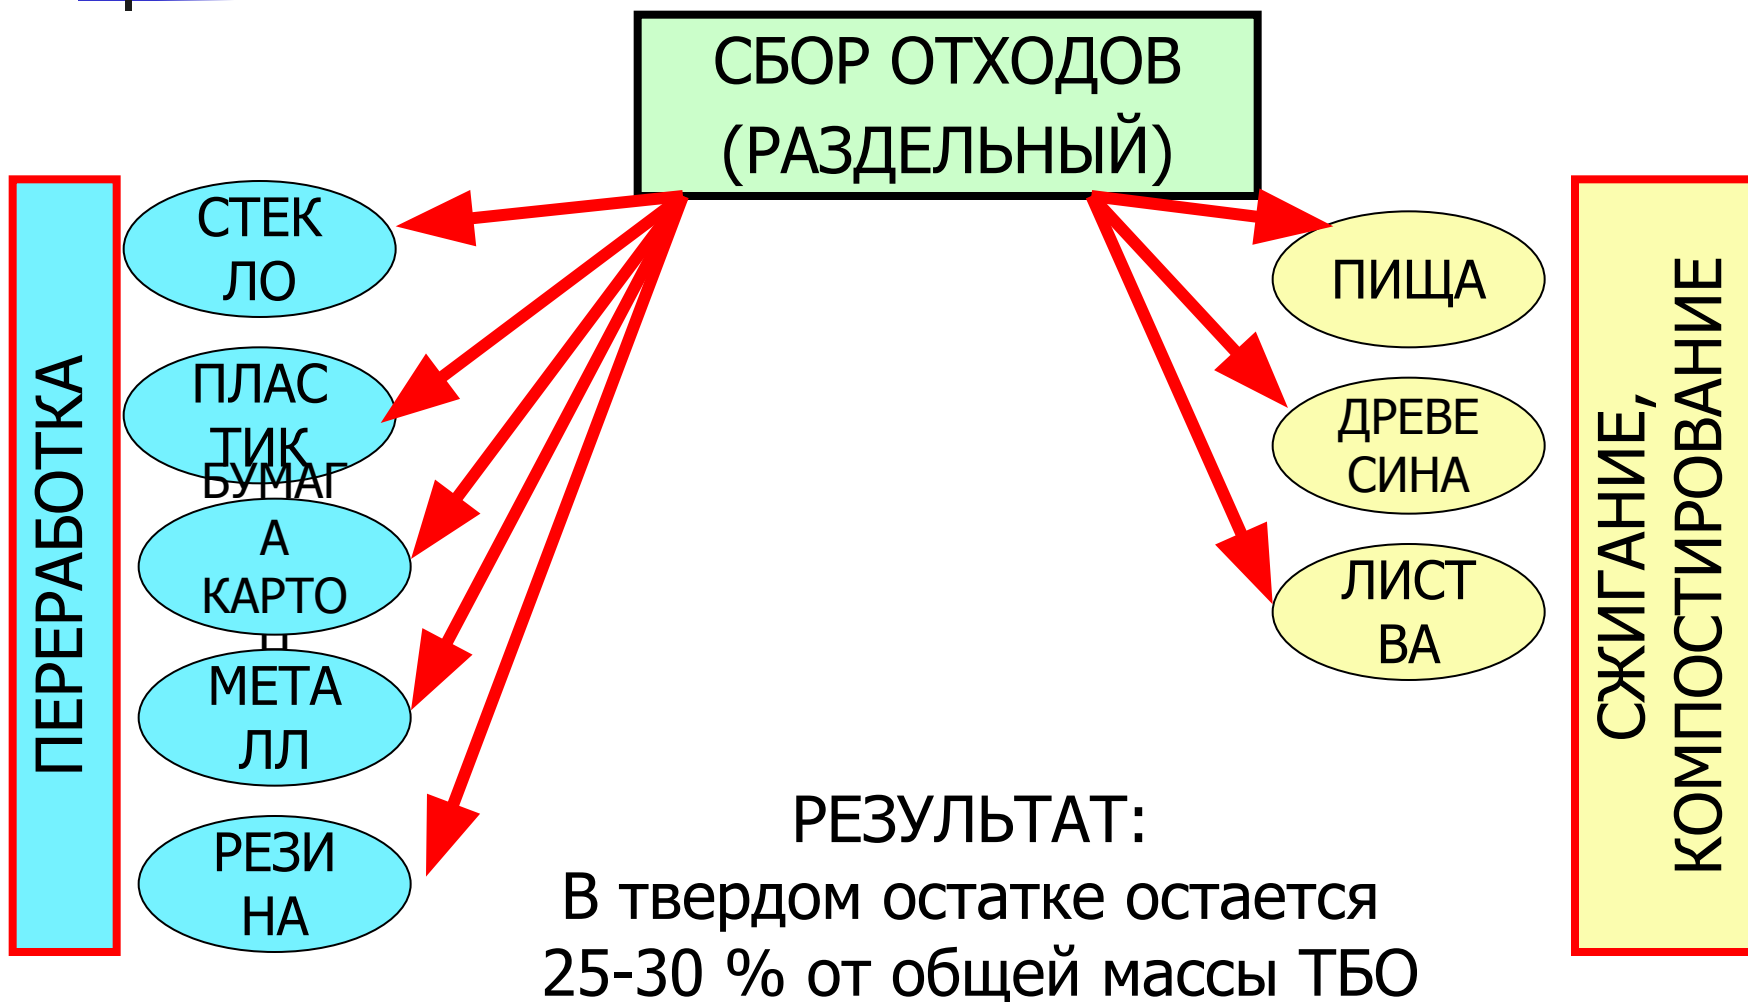 СБОР ОТХОДОВ
(РАЗДЕЛЬНЫЙ)
ПЕРЕРАБОТКА
СТЕК
ЛО
ПЛАС
ТИК
БУМАГ
А
КАРТО
Н
МЕТА
ЛЛ
РЕЗИ
НА
ПИЩА
ДРЕВЕ
СИНА
ЛИСТ
ВА
СЖИГАНИЕ,
КОМПОСТИРОВАНИЕ
РЕЗУЛЬТАТ:
В твердом остатке остается
25-30 % от общей массы ТБО